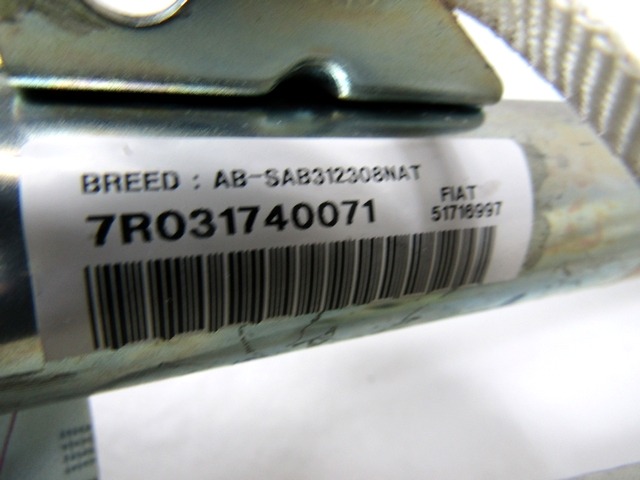 BREED : AB-SAB312308NAT
7R031740071
FIAT
51716997